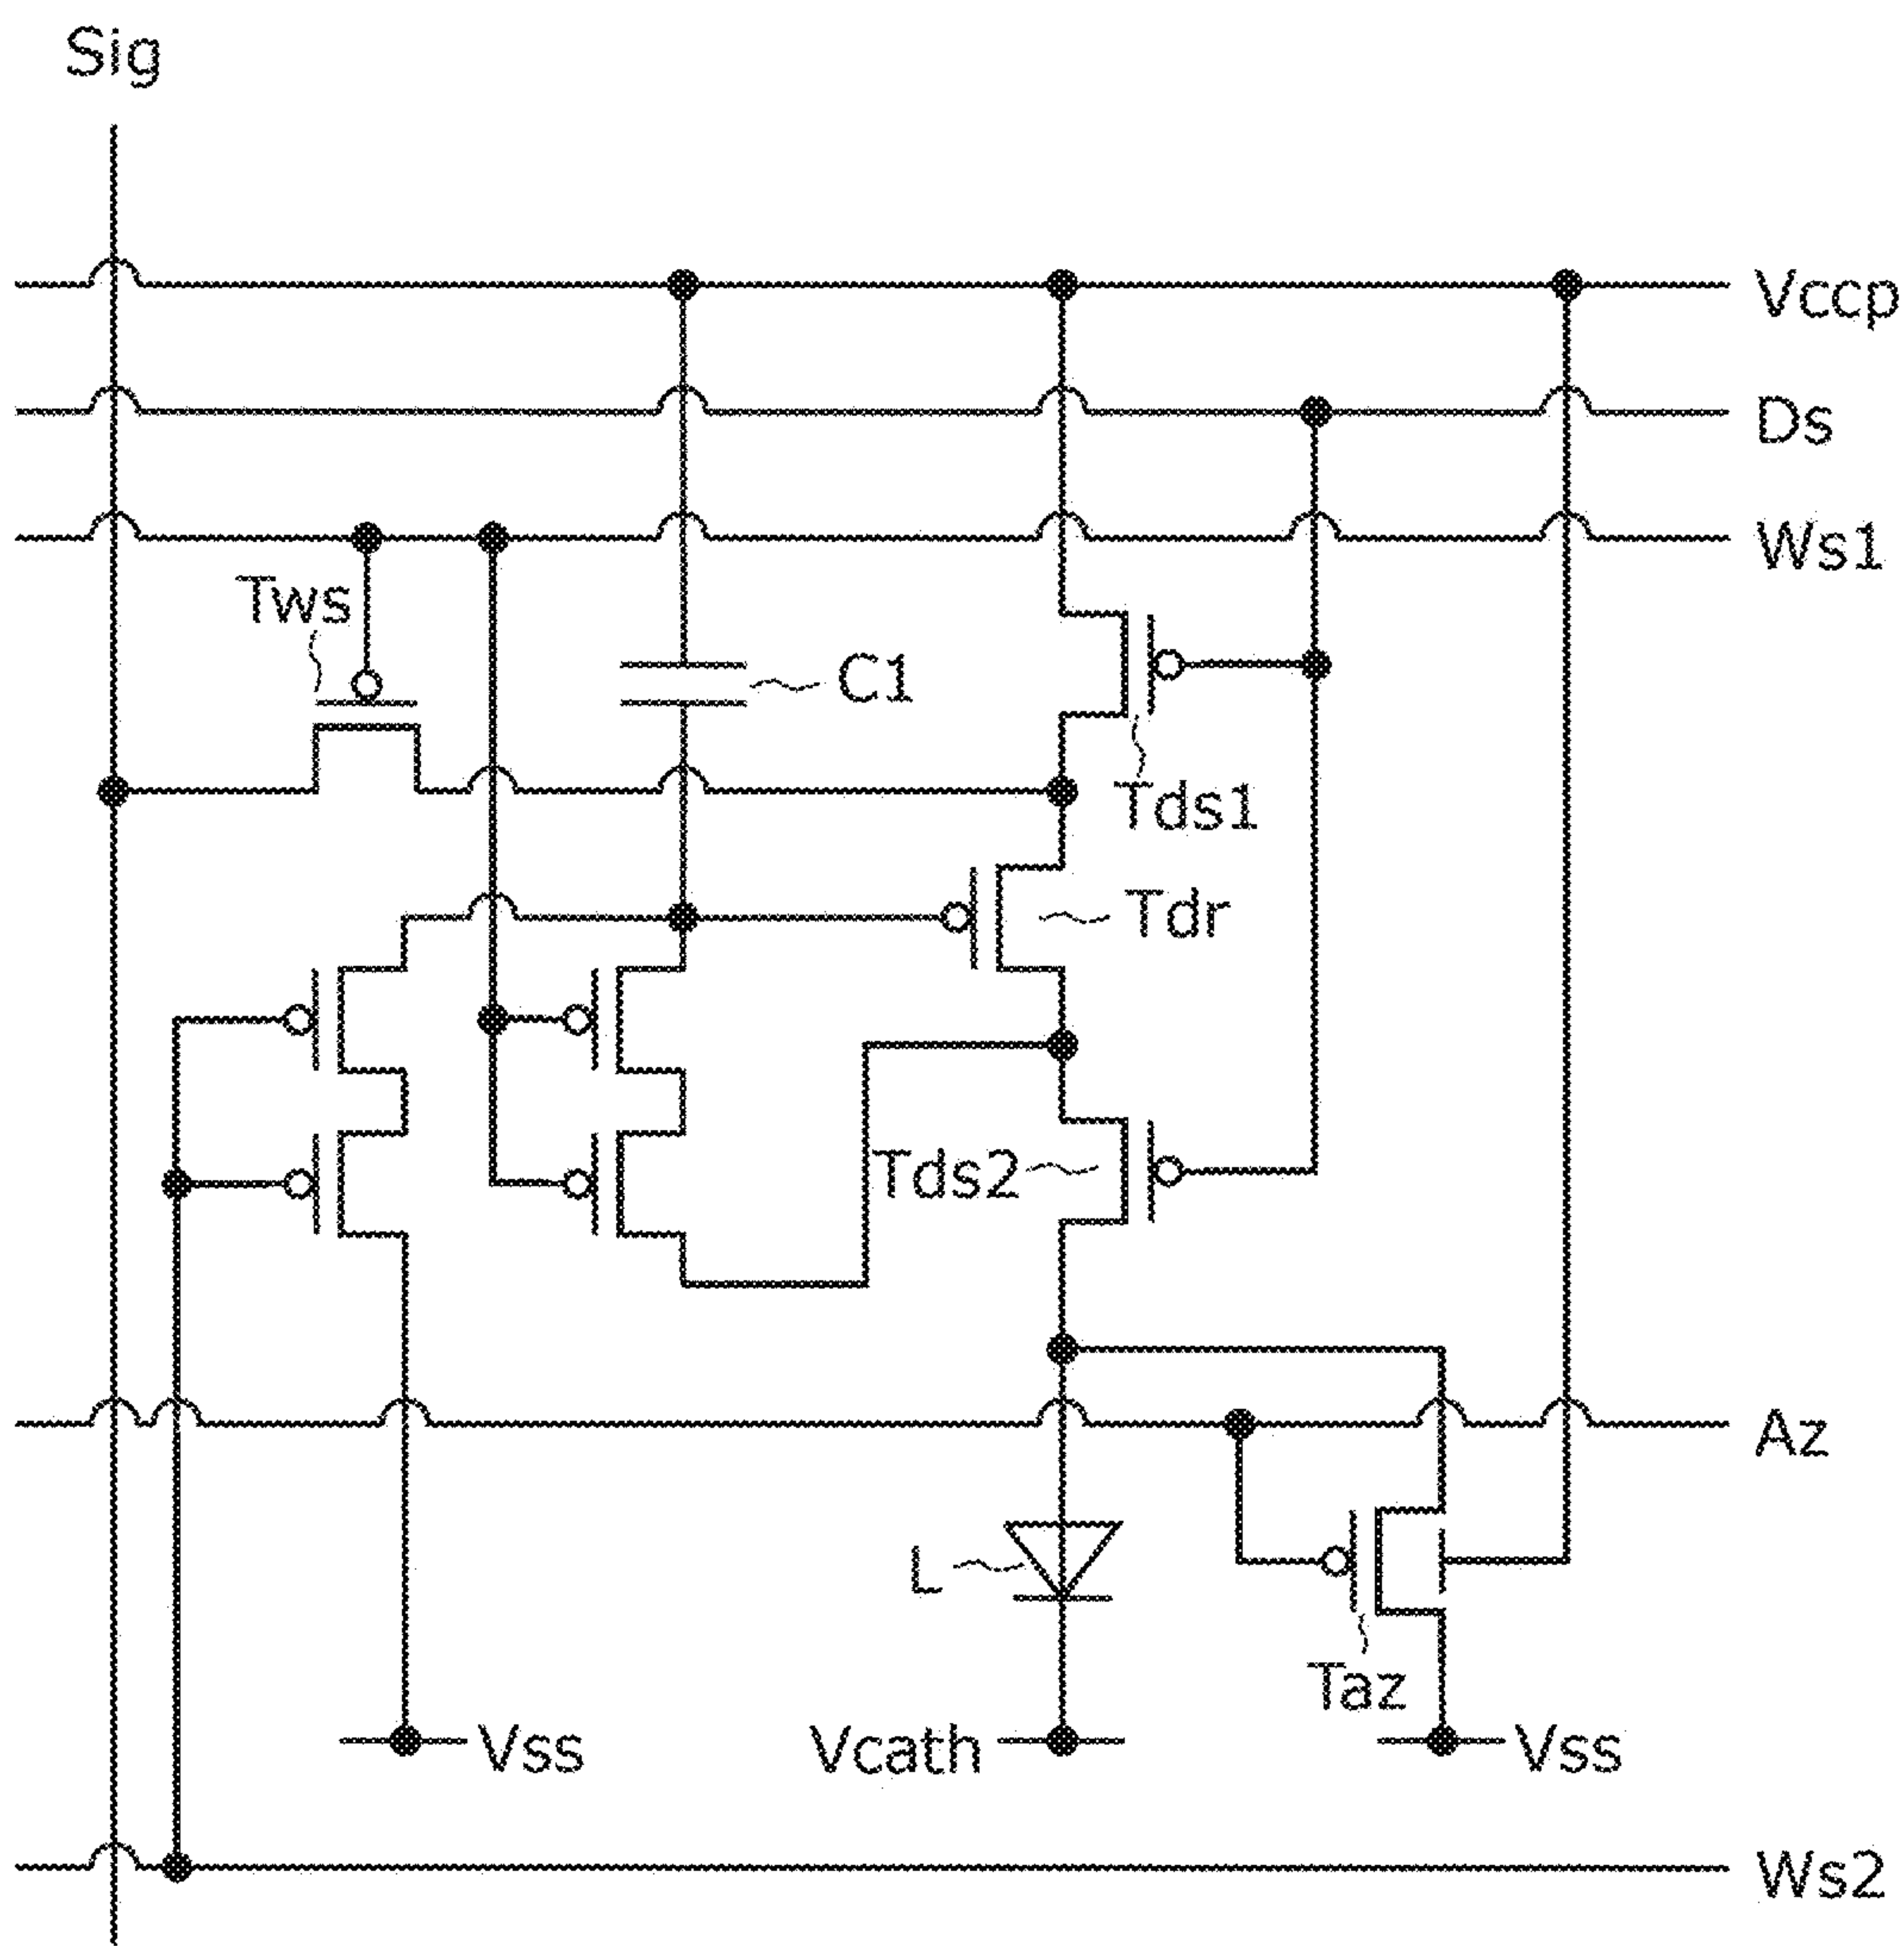 Sig
Vccp
Ds
Ws1
Tws
C1
Tds1
Tdr
Tds2
Az
L
Taz
Vss
Vcath
Vss
Ws2